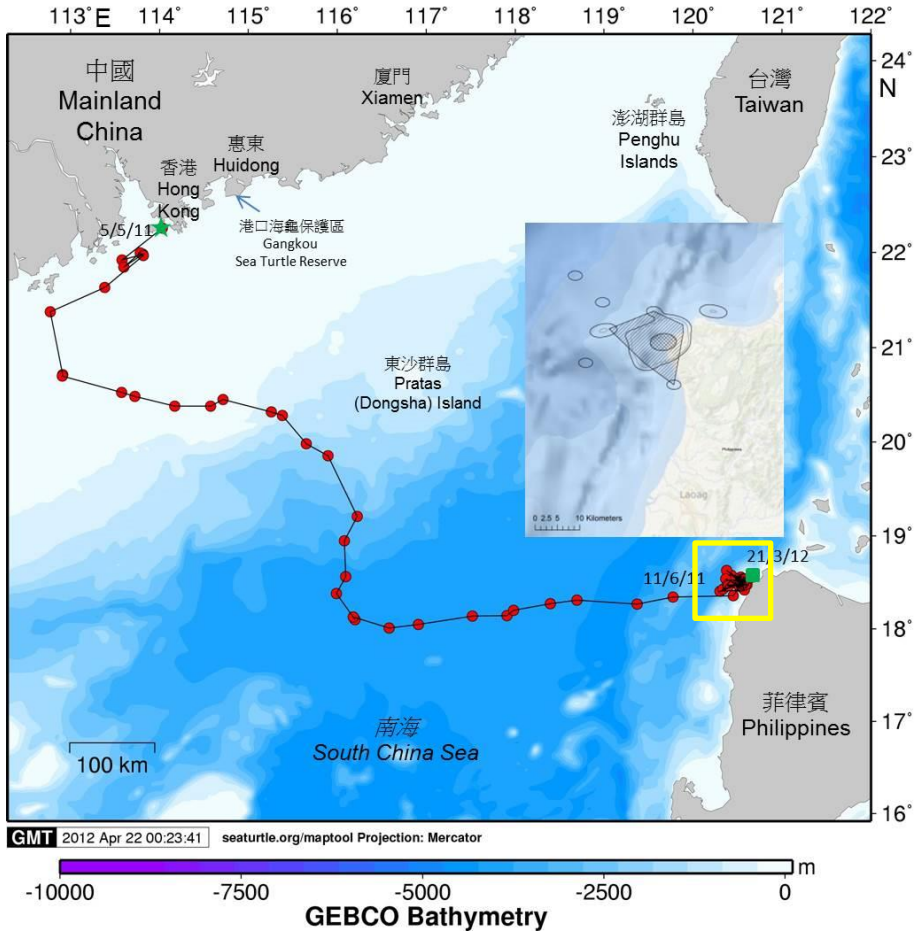 113° E 114° 115° 116° 117° 118° 119° 120° 121° 122°
24°
N
23°
22°
21°
20°
19°
18°
17°
16°
中國
Mainland
China
廈門
Xiamen
台灣
Taiwan
澎湖群島
Penghu
Islands
惠東
Huidong
香港
Hong
Kong
5/5/11
港口海龜保護區
Gangkou
Sea Turtle Reserve
東沙群島
Pratas
(Dongsha) Island
Philippines
Laoag
0 2.5 5 10 Kilometers
21/3/12
11/6/11
菲律賓
Philippines
南海
South China Sea
100 km
GMT 2012 Apr 22 00:23:41 seaturtle.org/maptool Projection: Mercator
m
-10000 -7500 -5000 -2500 0
GEBCO Bathymetry